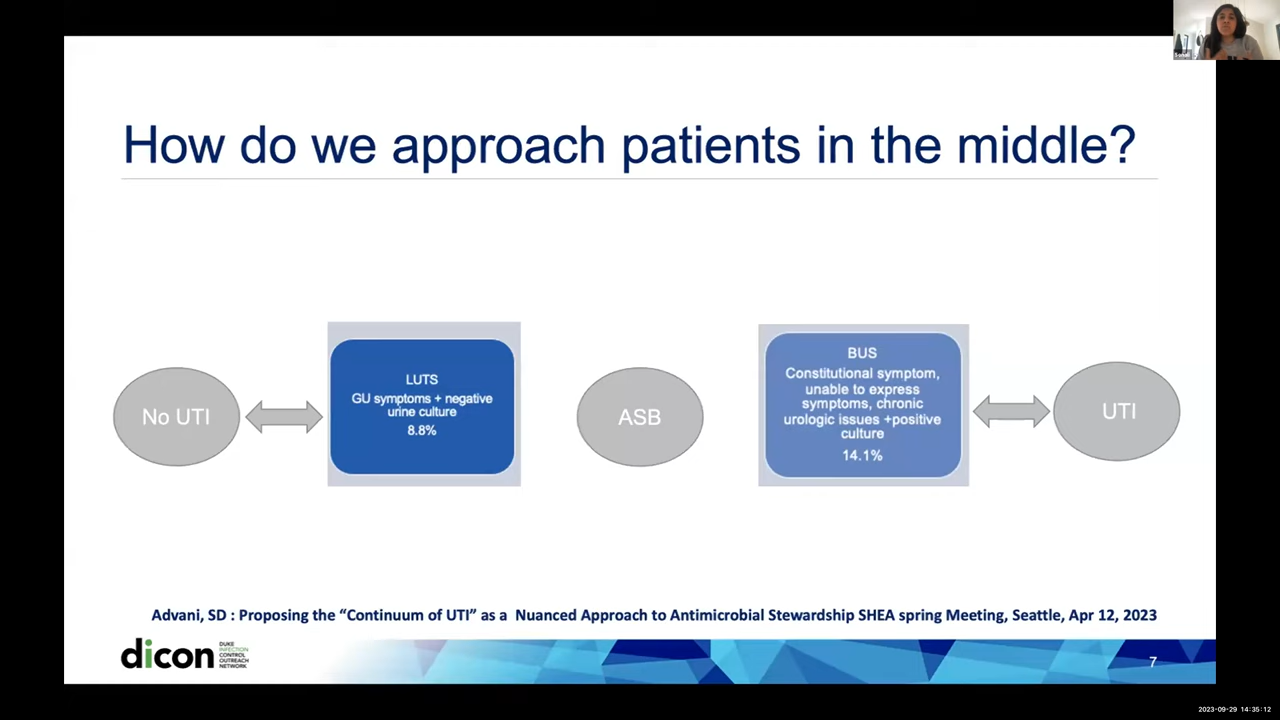 Sonali
How do we approach patients in the middle?
No UTI
LUTS
GU symptoms + negative
urine culture
8.8%
ASB
BUS
Constitutional symptom,
unable to express
symptoms, chronic
urologic issues +positive
culture
14.1%
UTI
Advani, SD : Proposing the “Continuum of UTI” as a Nuanced Approach to Antimicrobial Stewardship SHEA spring Meeting, Seattle, Apr 12, 2023
dicon
DUKE
INFECTION
CONTROL
OUTREACH
NETWORK
7
2023-09-29 14:35:12